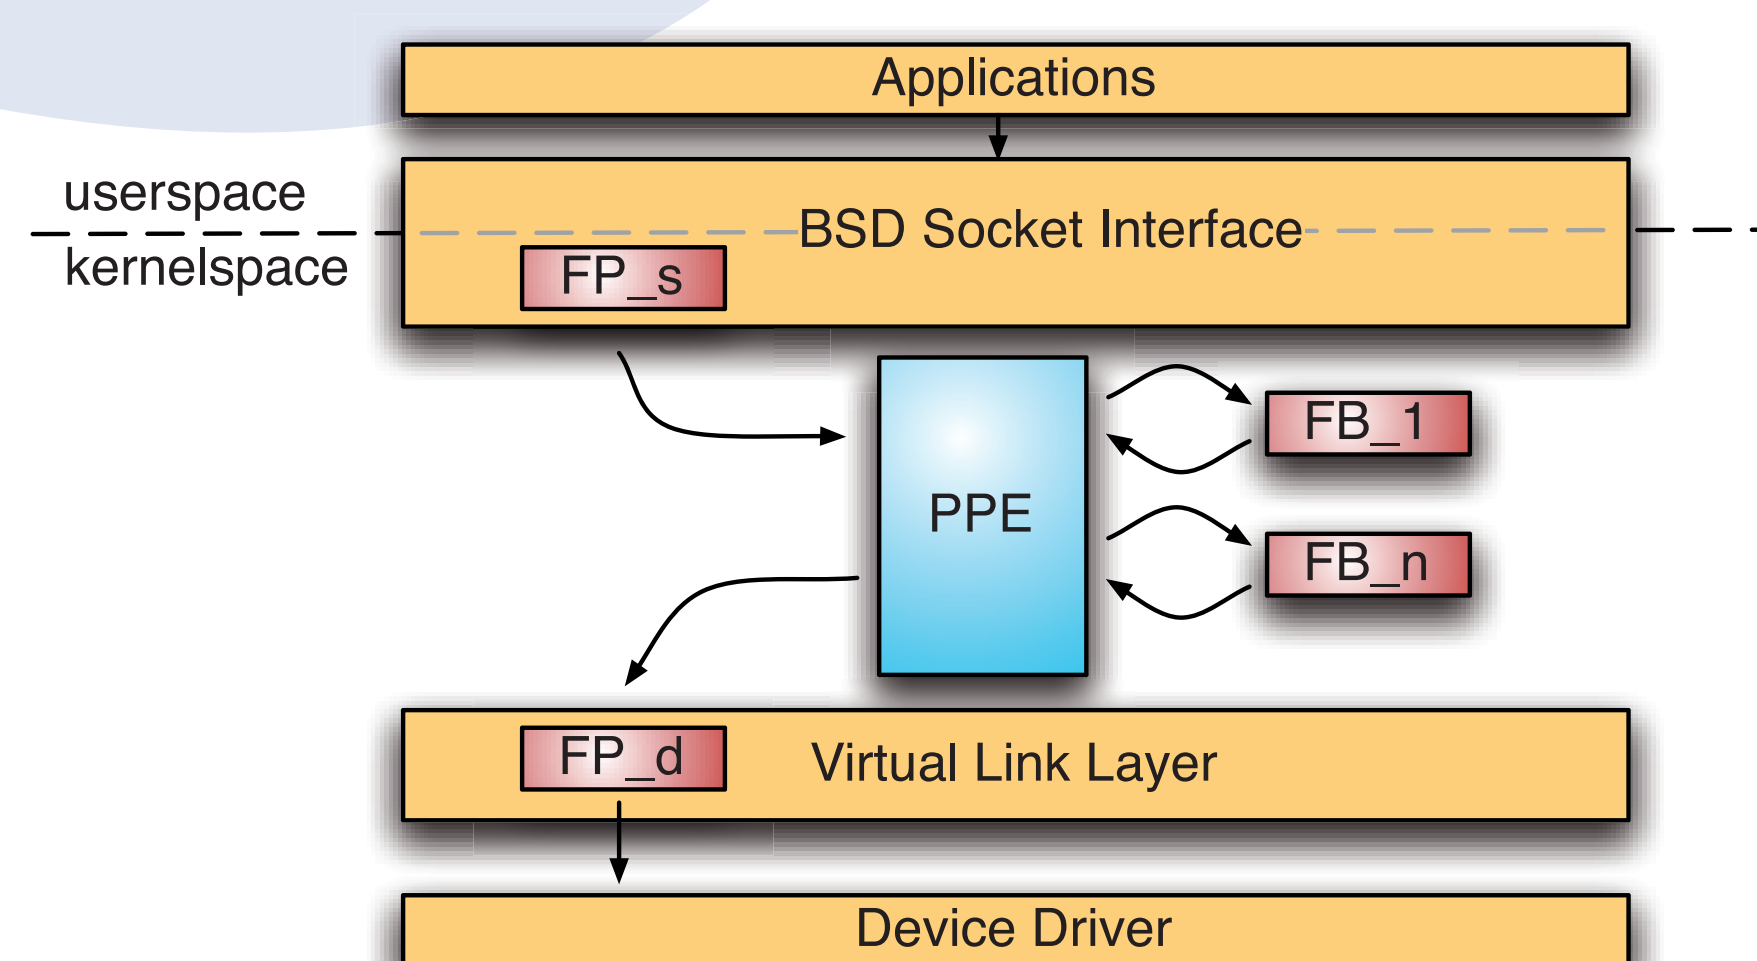 Applications
userspace
BSD Socket Interface
kernelspace
FP_s
FB_1
PPE
FB_n
FP_d
Virtual Link Layer
Device Driver